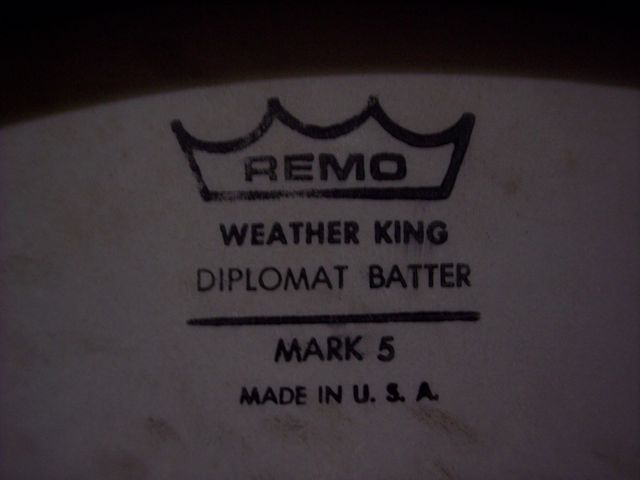 REMO
WEATHER KING
DIPLOMAT BATTER
MARK 5
MADE IN U. S. A.